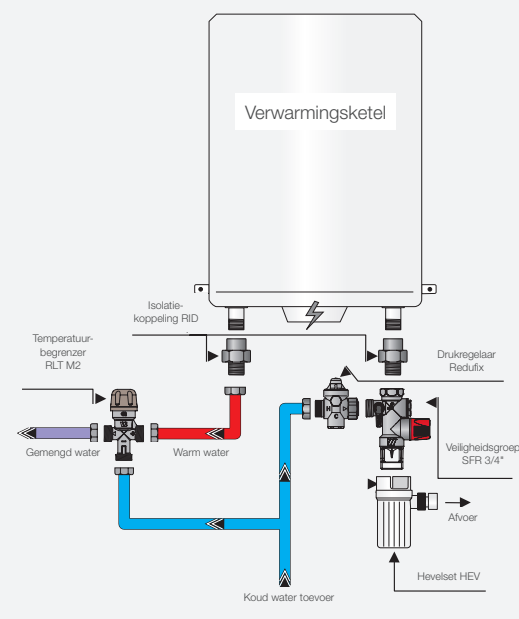 Verwarmingsketel
Isolatie-
koppeling RID
Temperatuur-
begrenzer
RLT M2
Drukregelaar
Redufix
Gemengd water
Warm water
Veiligheidsgroep
SFR 3/4"
Afvoer
Hevelset HEV
Koud water toevoer